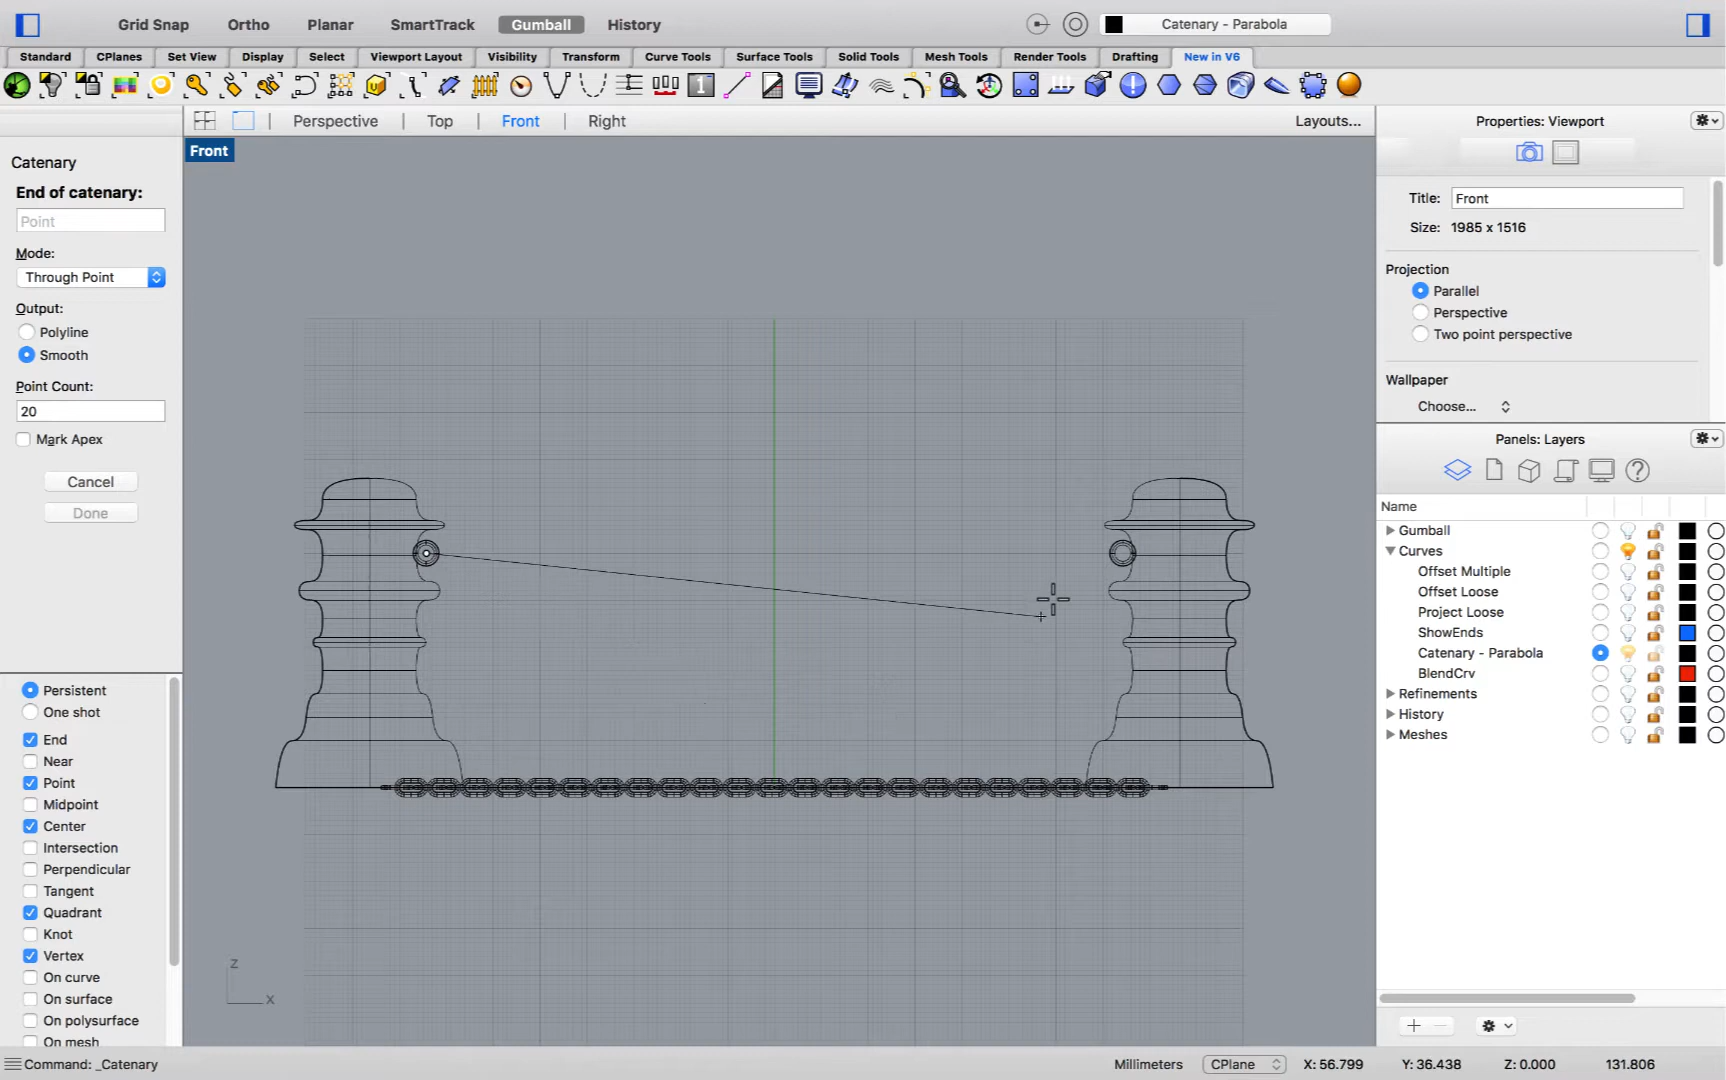 Grid Snap Ortho Planar SmartTrack Gumball History Catenary - Parabola
Standard CPlanes Set View Display Select Viewport Layout Visibility Transform Curve Tools Surface Tools Solid Tools Mesh Tools Render Tools Drafting New in V6
Perspective Top Front Right Layouts...
Front
Catenary
End of catenary:
Point
Mode:
Through Point
Output:
Polyline
Smooth
Point Count:
20
Mark Apex
Cancel
Done
Persistent
One shot
End
Near
Point
Midpoint
Center
Intersection
Perpendicular
Tangent
Quadrant
Knot
Vertex
On curve
On surface
On polysurface
On mesh
z
x
Properties: Viewport
Title: Front
Size: 1985 x 1516
Projection
Parallel
Perspective
Two point perspective
Wallpaper
Choose...
Panels: Layers
Name
Gumball
Curves
Offset Multiple
Offset Loose
Project Loose
ShowEnds
Catenary - Parabola
BlendCrv
Refinements
History
Meshes
Command: _Catenary Millimeters CPlane X: 56.799 Y: 36.438 Z: 0.000 131.806